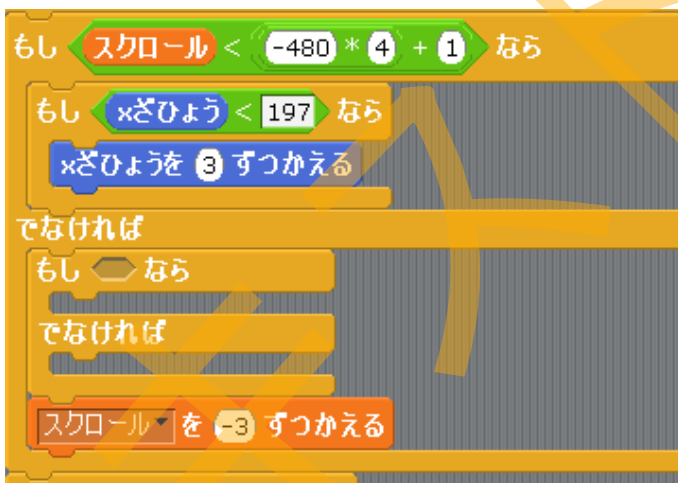 もし スクロール < -480 * 4 + 1 なら
もし xざひょう < 197 なら
xざひょうを 3 ずつかえる
でなければ
もし なら
でなければ
スクロール を -3 ずつかえる